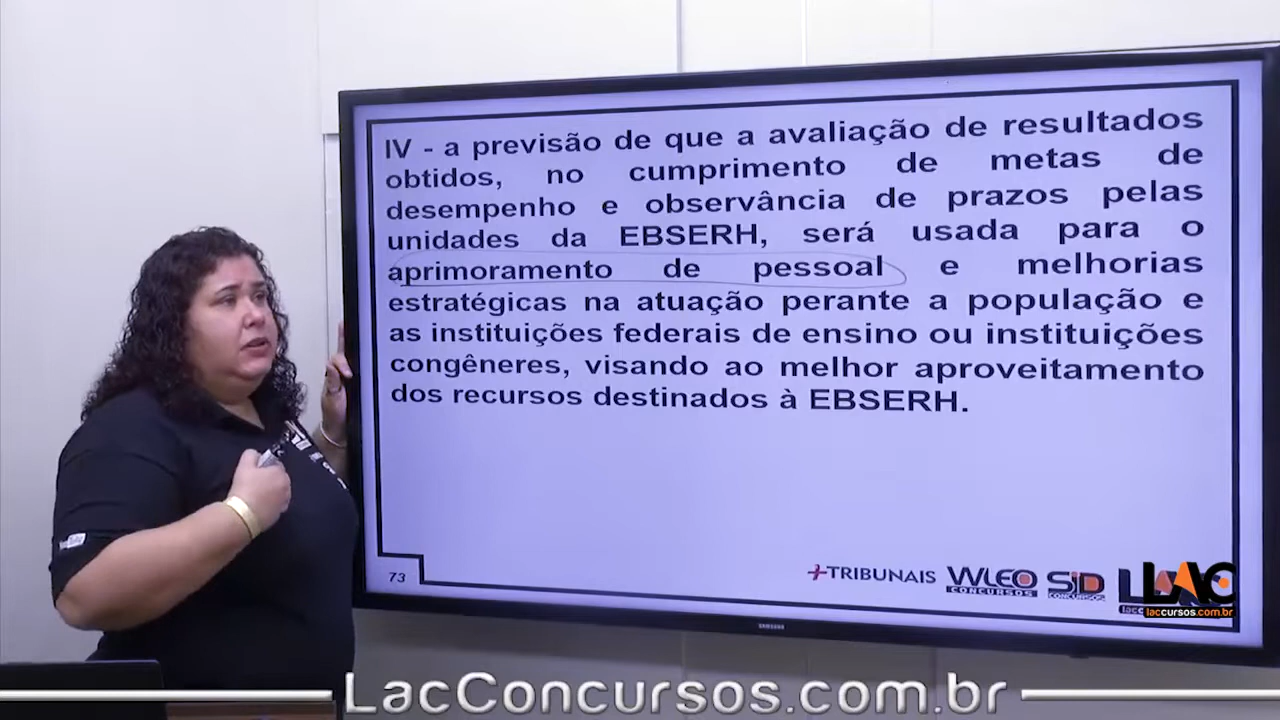 IV - a previsão de que a avaliação de resultados
obtidos, no cumprimento de metas de
desempenho e observância de prazos pelas
unidades da EBSERH, será usada para o
aprimoramento de pessoal e melhorias
estratégicas na atuação perante a população e
as instituições federais de ensino ou instituições
congêneres, visando ao melhor aproveitamento
dos recursos destinados à EBSERH.
73
+TRIBUNAIS
WLEO
CONCURSOS
SID
CONCURSOS
LAC
laccursos.com.br
SAMSUNG
LacConcursos.com.br